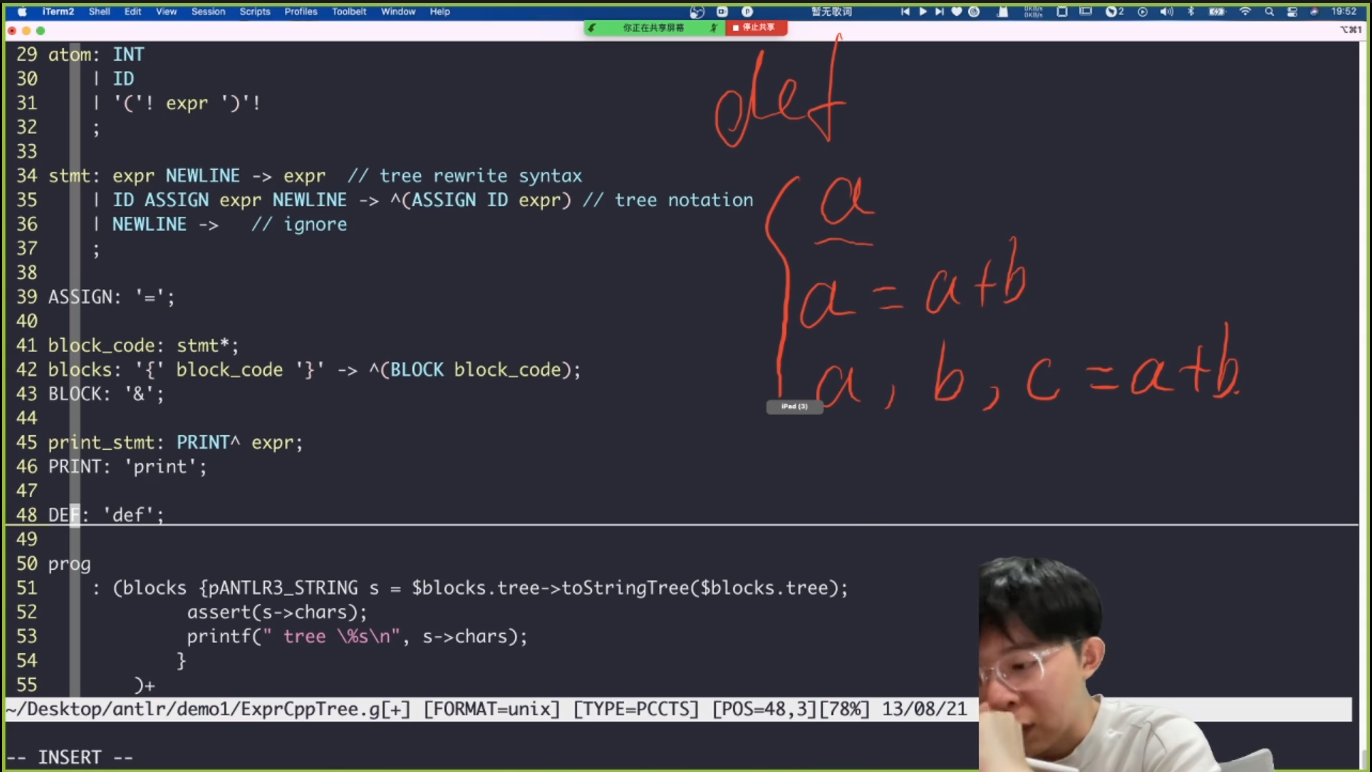 iTerm2 Shell Edit View Session Scripts Profiles Toolbelt Window Help 暂无歌词 2 19:52
你正在共享屏幕 停止共享
⌥⌘1
29 atom: INT
30 | ID
31 | '('! expr ')'!
32 ;
33
34 stmt: expr NEWLINE -> expr // tree rewrite syntax
35 | ID ASSIGN expr NEWLINE -> ^(ASSIGN ID expr) // tree notation
36 | NEWLINE -> // ignore
37 ;
38
39 ASSIGN: '=';
40
41 block_code: stmt*;
42 blocks: '{' block_code '}' -> ^(BLOCK block_code);
43 BLOCK: '&';
44
45 print_stmt: PRINT^ expr;
46 PRINT: 'print';
47
48 DEF: 'def';
49
50 prog
51 : (blocks {pANTLR3_STRING s = $blocks.tree->toStringTree($blocks.tree);
52 assert(s->chars);
53 printf(" tree \%s\n", s->chars);
54 }
55 )+
~/Desktop/antlr/demo1/ExprCppTree.g[+] [FORMAT=unix] [TYPE=PCCTS] [POS=48,3][78%] 13/08/21
-- INSERT --
def
a
a = a+b
a, b, c = a+b
iPad (3)